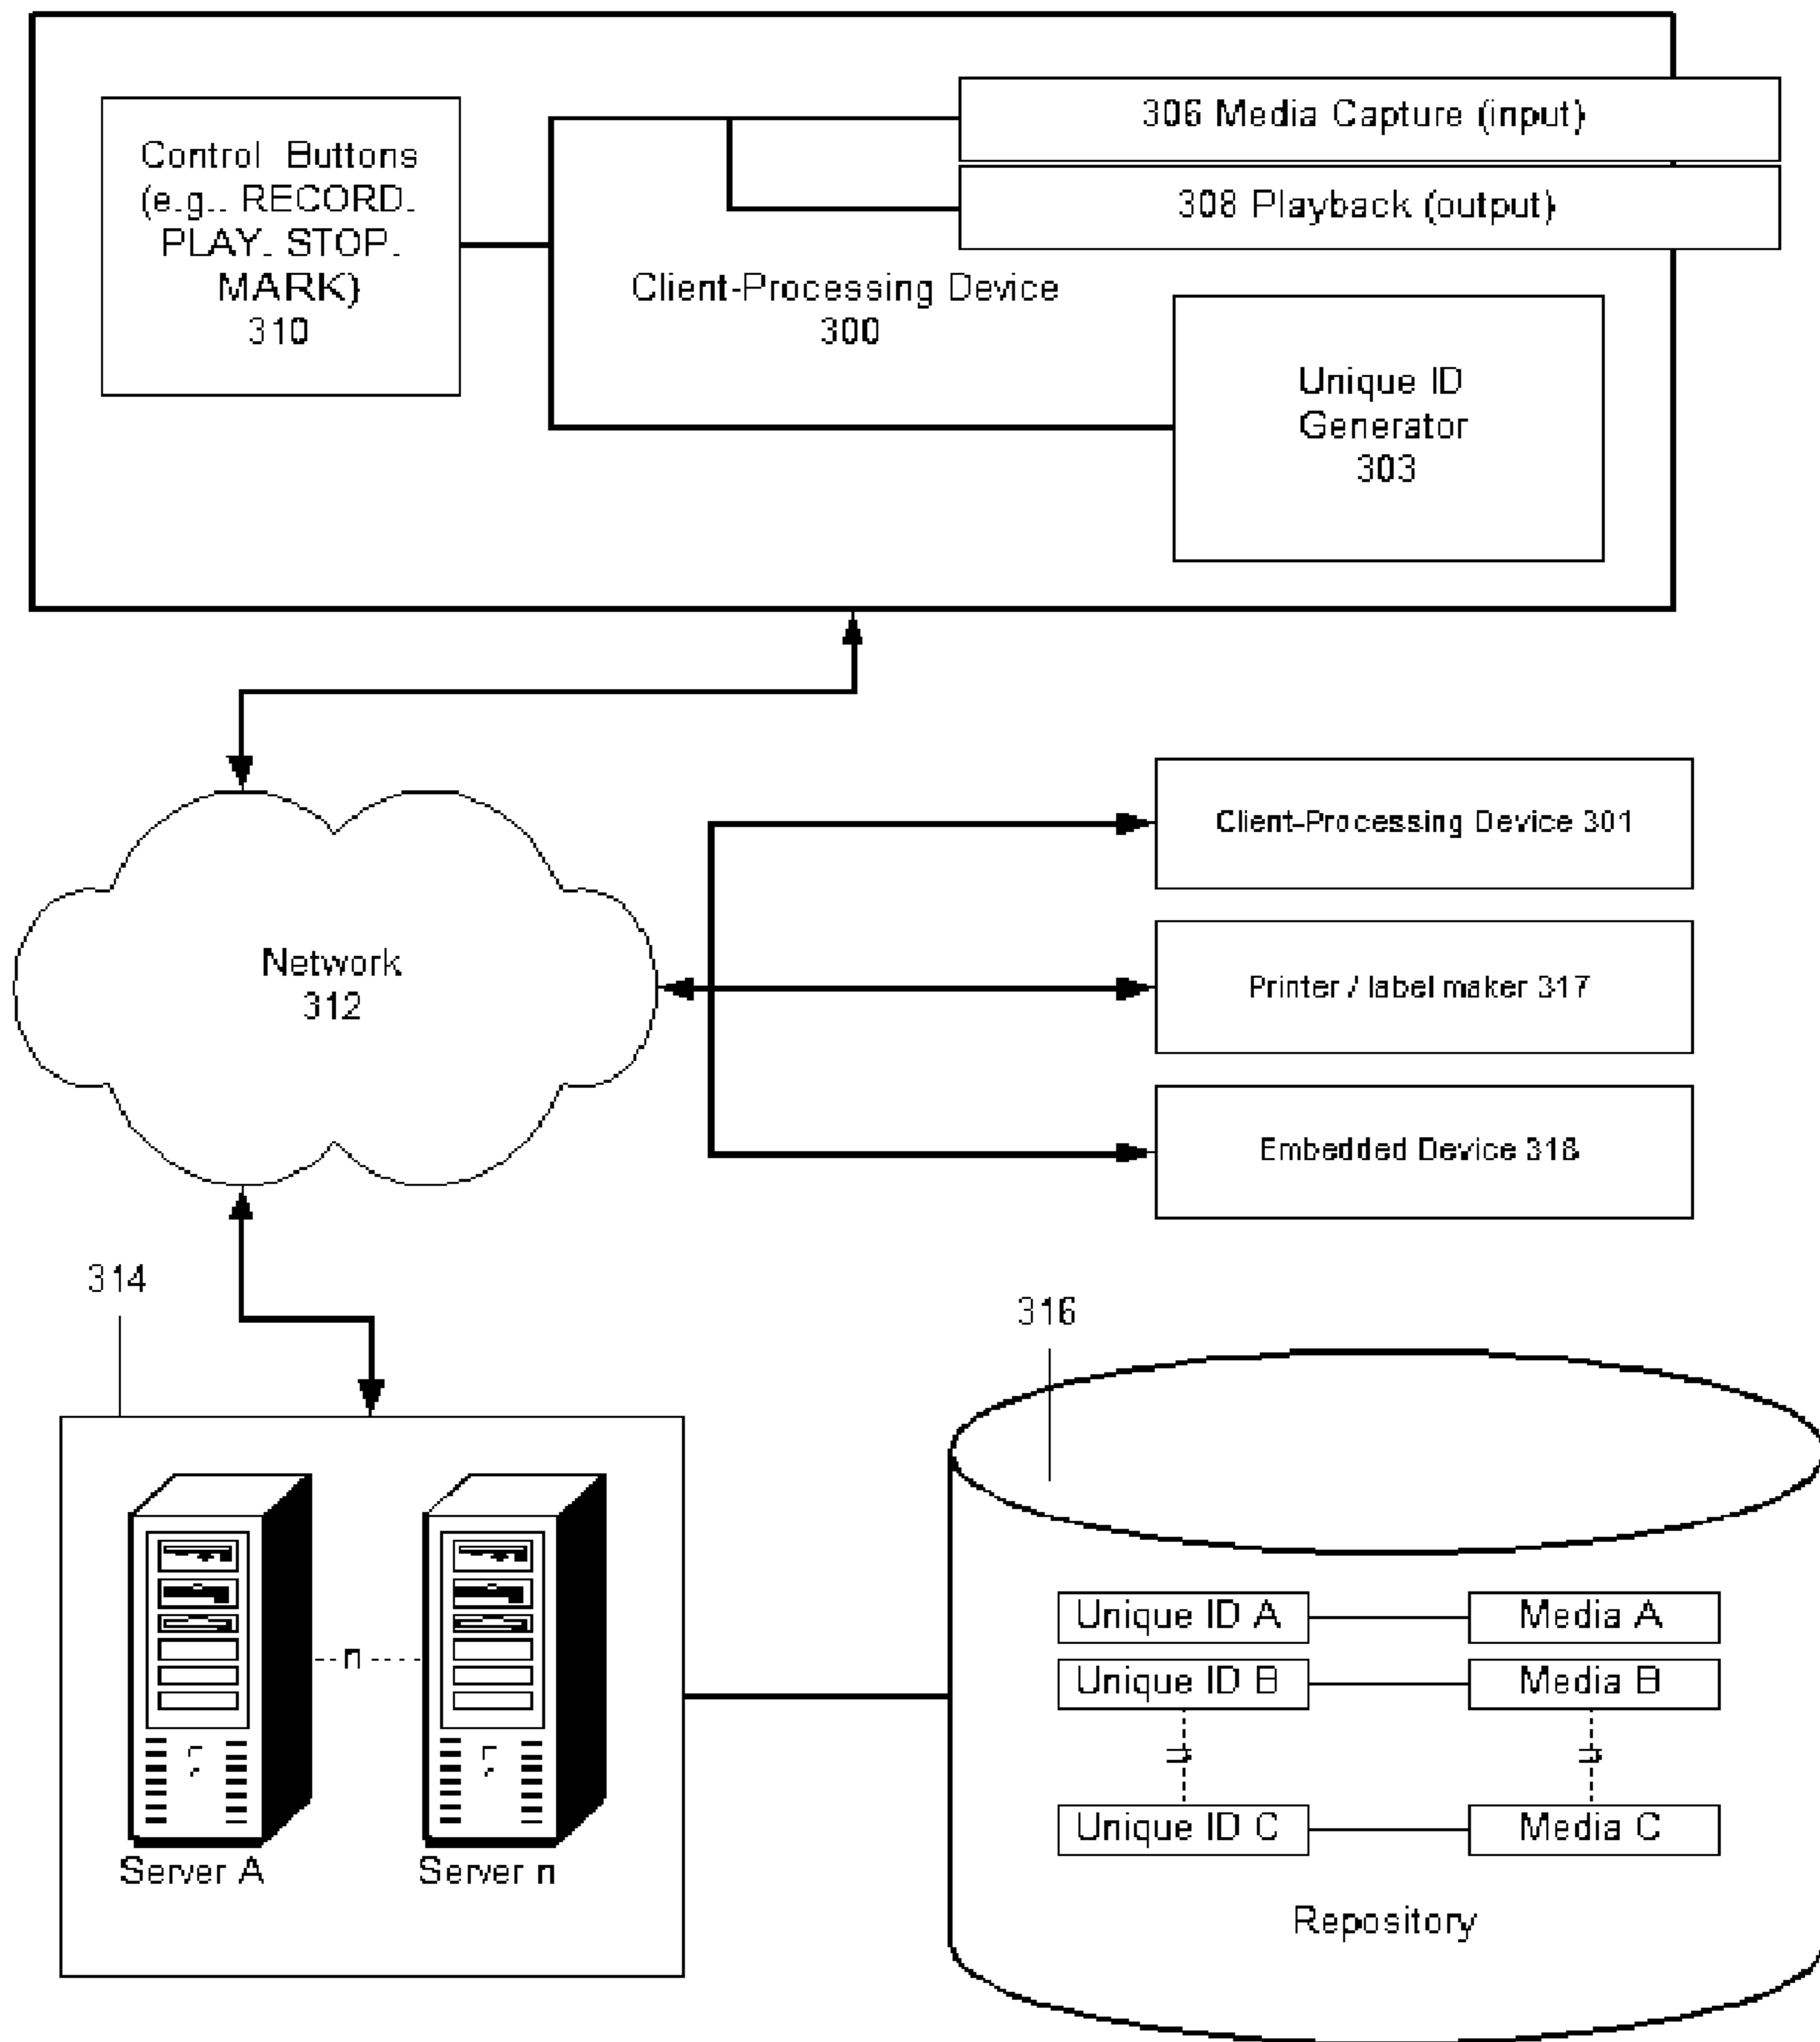 306 Media Capture (input)
308 Playback (output)
Control Buttons
(e.g., RECORD,
PLAY, STOP,
MARK)
310
Client-Processing Device
300
Unique ID
Generator
303
Client-Processing Device 301
Network
312
Printer / label maker 317
Embedded Device 318
314
316
n
Server A
Server n
Unique ID A
Media A
Unique ID B
Media B
n
n
Unique ID C
Media C
Repository